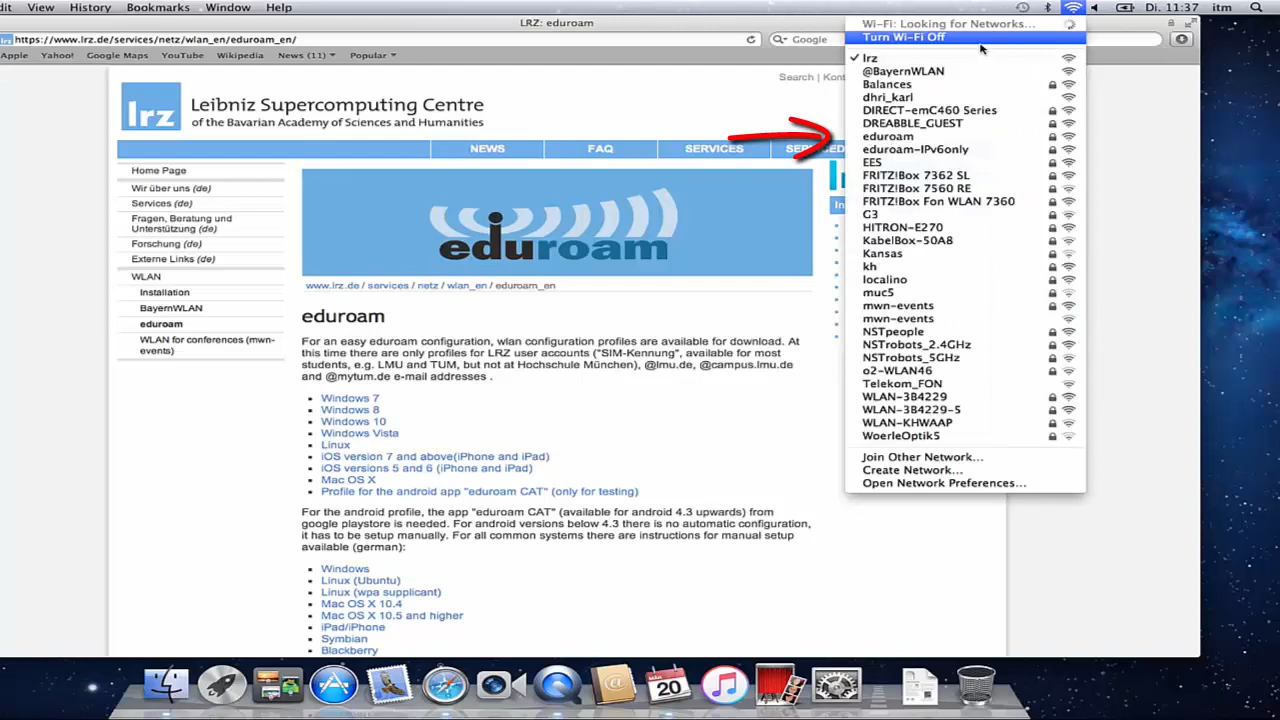 dit View History Bookmarks Window Help Di. 11:37 itm
LRZ: eduroam
lrz https://www.lrz.de/services/netz/wlan_en/eduroam_en/ Google
Apple Yahoo! Google Maps YouTube Wikipedia News (11) Popular
Search | Kont
lrz
Leibniz Supercomputing Centre
of the Bavarian Academy of Sciences and Humanities
NEWS FAQ SERVICES
Home Page
Wir über uns (de)
Services (de)
Fragen, Beratung und
Unterstützung (de)
Forschung (de)
Externe Links (de)
WLAN
Installation
BayernWLAN
eduroam
WLAN for conferences (mwn-
events)
eduroam
www.lrz.de / services / netz / wlan_en / eduroam_en
eduroam
For an easy eduroam configuration, wlan configuration profiles are available for download. At
this time there are only profiles for LRZ user accounts ("SIM-Kennung", available for most
students, e.g. LMU and TUM, but not at Hochschule München), @lmu.de, @campus.lmu.de
and @mytum.de e-mail addresses .
Windows 7
Windows 8
Windows 10
Windows Vista
Linux
iOS version 7 and above(iPhone and iPad)
iOS versions 5 and 6 (iPhone and iPad)
Mac OS X
Profile for the android app "eduroam CAT" (only for testing)
For the android profile, the app "eduroam CAT" (available for android 4.3 upwards) from
google playstore is needed. For android versions below 4.3 there is no automatic configuration,
it has to be setup manually. For all common systems there are instructions for manual setup
available (german):
Windows
Linux (Ubuntu)
Linux (wpa supplicant)
Mac OS X 10.4
Mac OS X 10.5 and higher
iPad/iPhone
Symbian
Blackberry
Wi-Fi: Looking for Networks...
Turn Wi-Fi Off
lrz
@BayernWLAN
Balances
dhri_karl
DIRECT-emC460 Series
DREABBLE_GUEST
eduroam
eduroam-IPv6only
EES
FRITZ!Box 7362 SL
FRITZ!Box 7560 RE
FRITZ!Box Fon WLAN 7360
G3
HITRON-E270
KabelBox-50A8
Kansas
kh
localino
muc5
mwn-events
mwn-events
NSTpeople
NSTrobots_2.4GHz
NSTrobots_5GHz
o2-WLAN46
Telekom_FON
WLAN-3B4229
WLAN-3B4229-5
WLAN-KHWAAP
WoerleOptik5
Join Other Network...
Create Network...
Open Network Preferences...
20